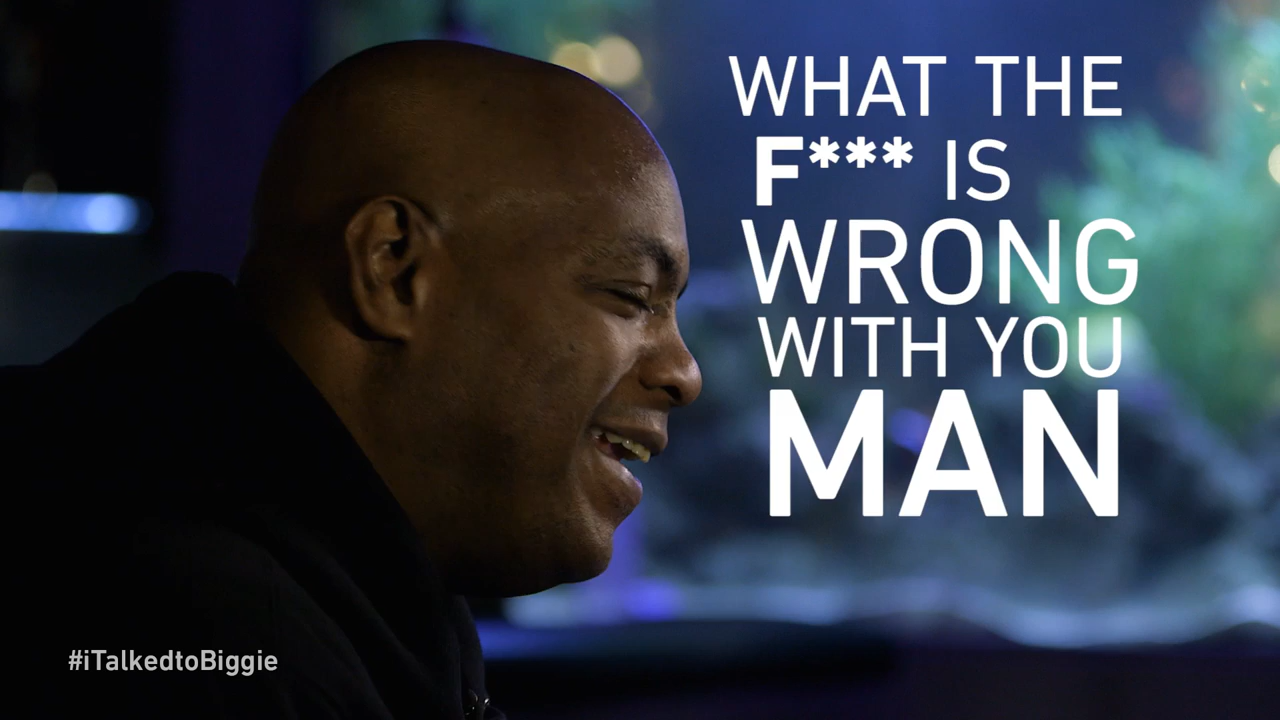 WHAT THE
F*** IS
WRONG
WITH YOU
MAN
#iTalkedtoBiggie